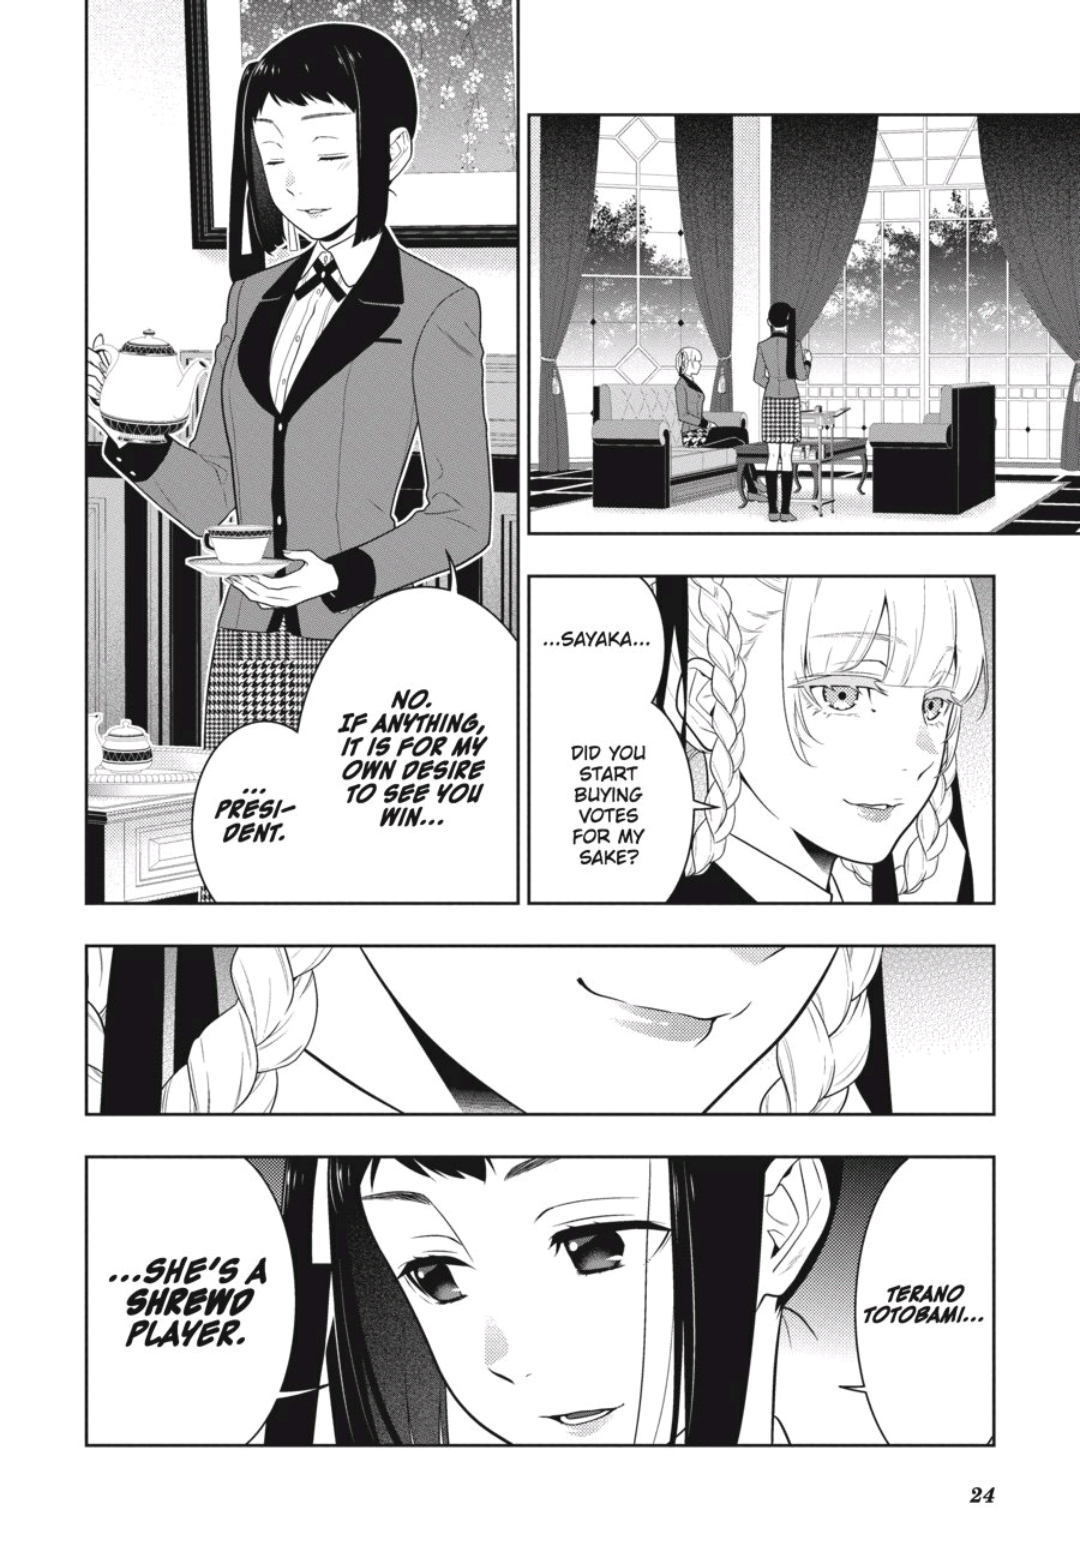 ...SAYAKA...
DID YOU
START
BUYING
VOTES
FOR MY
SAKE?
NO.
IF ANYTHING,
IT IS FOR MY
OWN DESIRE
TO SEE YOU
WIN...
...
PRESI-
DENT.
TERANO
TOTOBAMI...
...SHE'S A
SHREWD
PLAYER.
24